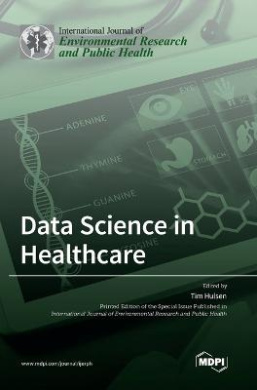 International Journal of
Environmental Research
and Public Health
ADENINE
EYE
THYMINE
STOMACH
GUANINE
Data Science in
Healthcare
Edited by
Tim Hulsen
Printed Edition of the Special Issue Published in
International Journal of Environmental Research and Public Health
www.mdpi.com/journal/ijerph
MDPI